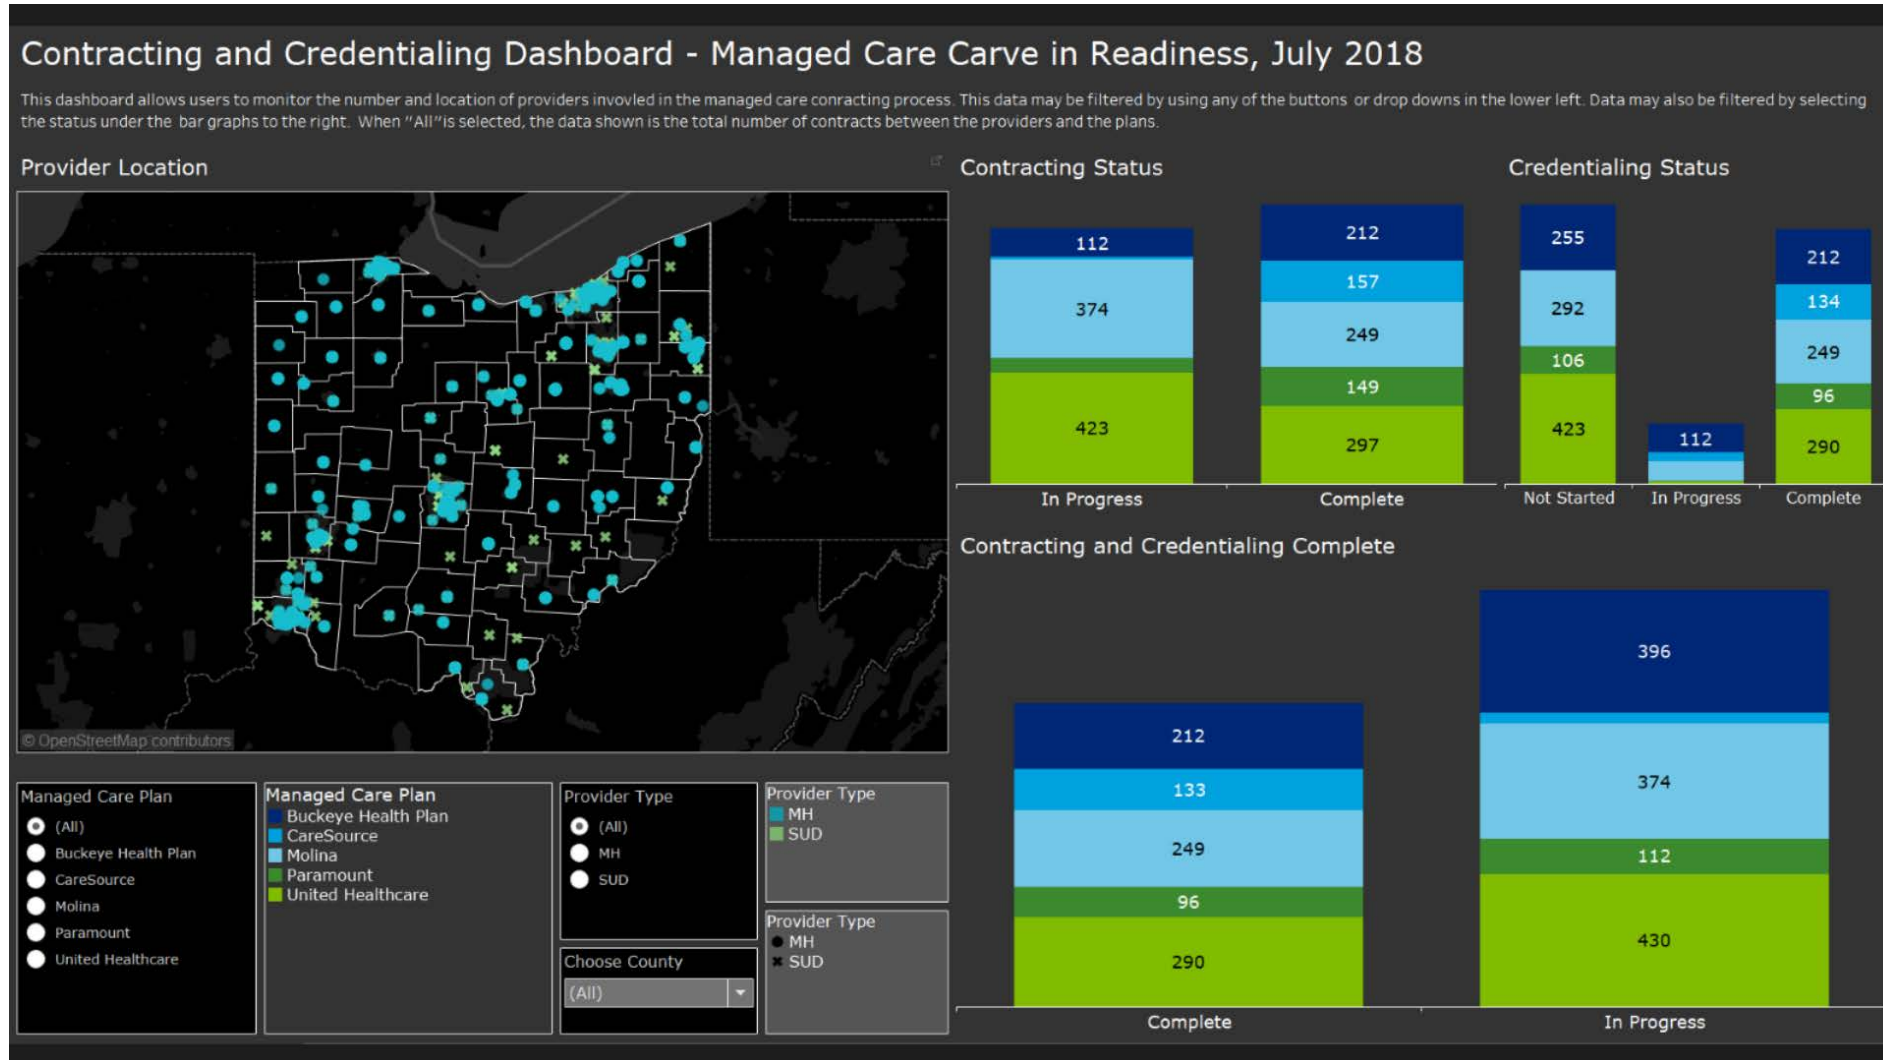 Contracting and Credentialing Dashboard - Managed Care Carve in Readiness, July 2018
This dashboard allows users to monitor the number and location of providers invovled in the managed care conracting process. This data may be filtered by using any of the buttons or drop downs in the lower left. Data may also be filtered by selecting
the status under the bar graphs to the right. When "All"is selected, the data shown is the total number of contracts between the providers and the plans.
Provider Location
© OpenStreetMap contributors
Contracting Status
112
374
423
212
157
249
149
297
In Progress
Complete
Credentialing Status
255
292
106
423
112
212
134
249
96
290
Not Started
In Progress
Complete
Contracting and Credentialing Complete
212
133
249
96
290
396
374
112
430
Complete
In Progress
Managed Care Plan
(All)
Buckeye Health Plan
CareSource
Molina
Paramount
United Healthcare
Managed Care Plan
Buckeye Health Plan
CareSource
Molina
Paramount
United Healthcare
Provider Type
(All)
MH
SUD
Choose County
(All)
Provider Type
MH
SUD
Provider Type
MH
SUD